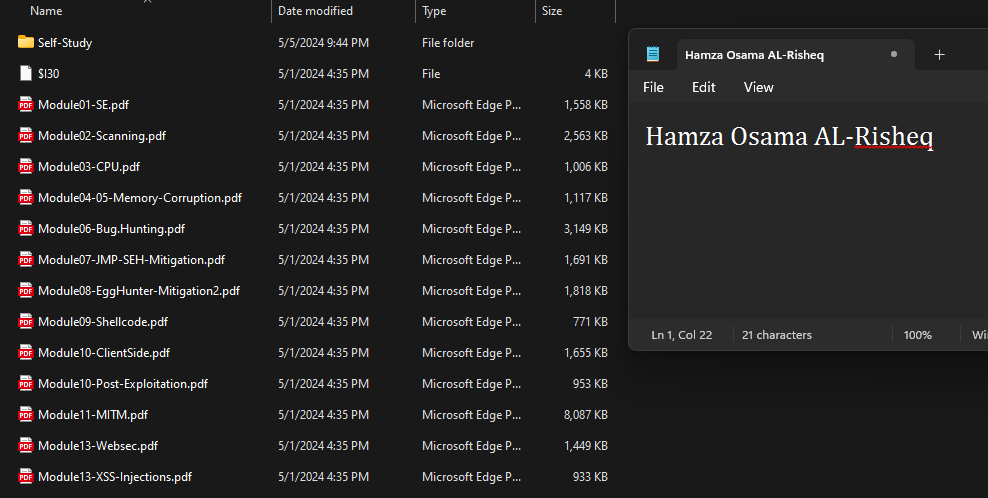 Name Date modified Type Size
Self-Study 5/5/2024 9:44 PM File folder
$I30 5/1/2024 4:35 PM File 4 KB
Module01-SE.pdf 5/1/2024 4:35 PM Microsoft Edge P... 1,558 KB
Module02-Scanning.pdf 5/1/2024 4:35 PM Microsoft Edge P... 2,563 KB
Module03-CPU.pdf 5/1/2024 4:35 PM Microsoft Edge P... 1,006 KB
Module04-05-Memory-Corruption.pdf 5/1/2024 4:35 PM Microsoft Edge P... 1,117 KB
Module06-Bug.Hunting.pdf 5/1/2024 4:35 PM Microsoft Edge P... 3,149 KB
Module07-JMP-SEH-Mitigation.pdf 5/1/2024 4:35 PM Microsoft Edge P... 1,691 KB
Module08-EggHunter-Mitigation2.pdf 5/1/2024 4:35 PM Microsoft Edge P... 1,818 KB
Module09-Shellcode.pdf 5/1/2024 4:35 PM Microsoft Edge P... 771 KB
Module10-ClientSide.pdf 5/1/2024 4:35 PM Microsoft Edge P... 1,655 KB
Module10-Post-Exploitation.pdf 5/1/2024 4:35 PM Microsoft Edge P... 953 KB
Module11-MITM.pdf 5/1/2024 4:35 PM Microsoft Edge P... 8,087 KB
Module13-Websec.pdf 5/1/2024 4:35 PM Microsoft Edge P... 1,449 KB
Module13-XSS-Injections.pdf 5/1/2024 4:35 PM Microsoft Edge P... 933 KB
Hamza Osama AL-Risheq
File Edit View
Hamza Osama AL-Risheq
Ln 1, Col 22 21 characters 100%